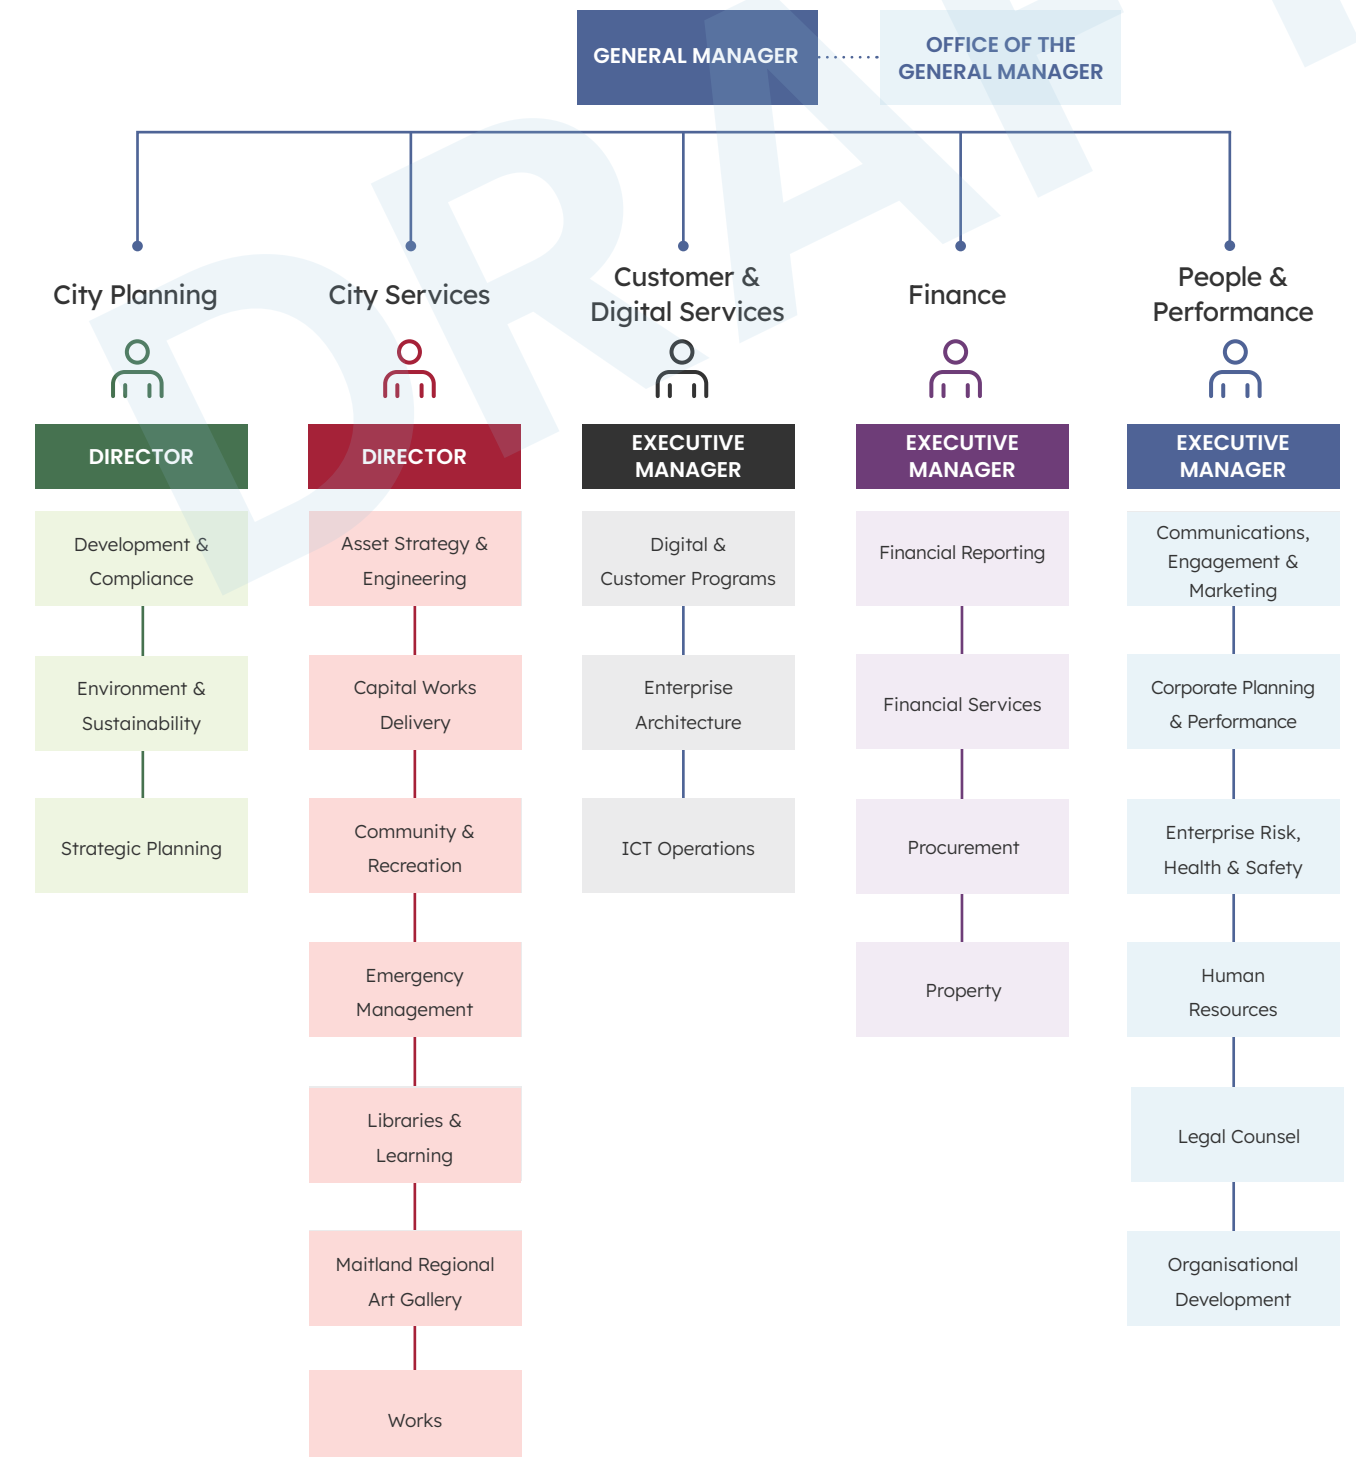 GENERAL MANAGER
OFFICE OF THE
GENERAL MANAGER
City Planning
DIRECTOR
Development &
Compliance
Environment &
Sustainability
Strategic Planning
City Services
DIRECTOR
Asset Strategy &
Engineering
Capital Works
Delivery
Community &
Recreation
Emergency
Management
Libraries &
Learning
Maitland Regional
Art Gallery
Works
Customer &
Digital Services
EXECUTIVE
MANAGER
Digital &
Customer Programs
Enterprise
Architecture
ICT Operations
Finance
EXECUTIVE
MANAGER
Financial Reporting
Financial Services
Procurement
Property
People &
Performance
EXECUTIVE
MANAGER
Communications,
Engagement &
Marketing
Corporate Planning
& Performance
Enterprise Risk,
Health & Safety
Human
Resources
Legal Counsel
Organisational
Development
DRAFT